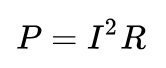 P = I²R